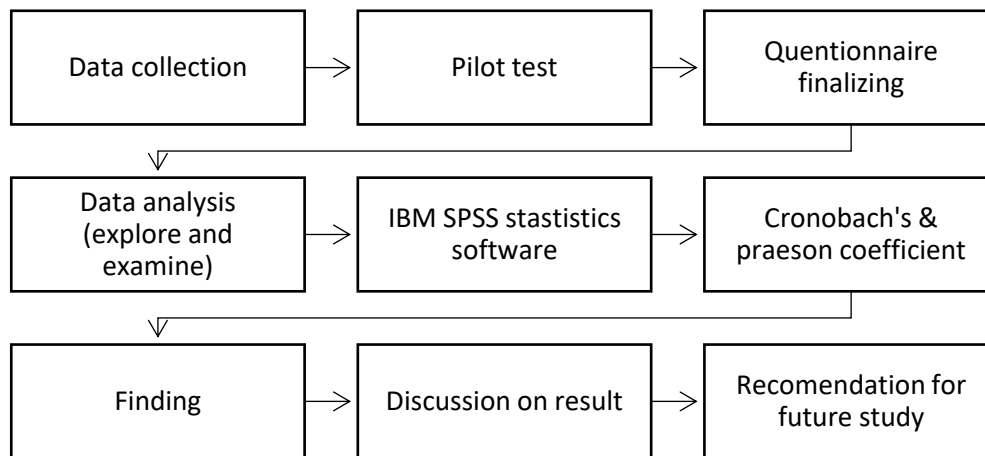 Data collection
Pilot test
Quentionnaire
finalizing
Data analysis
(explore and
examine)
IBM SPSS stastistics
software
Cronobach's &
praeson coefficient
Finding
Discussion on result
Recomendation for
future study